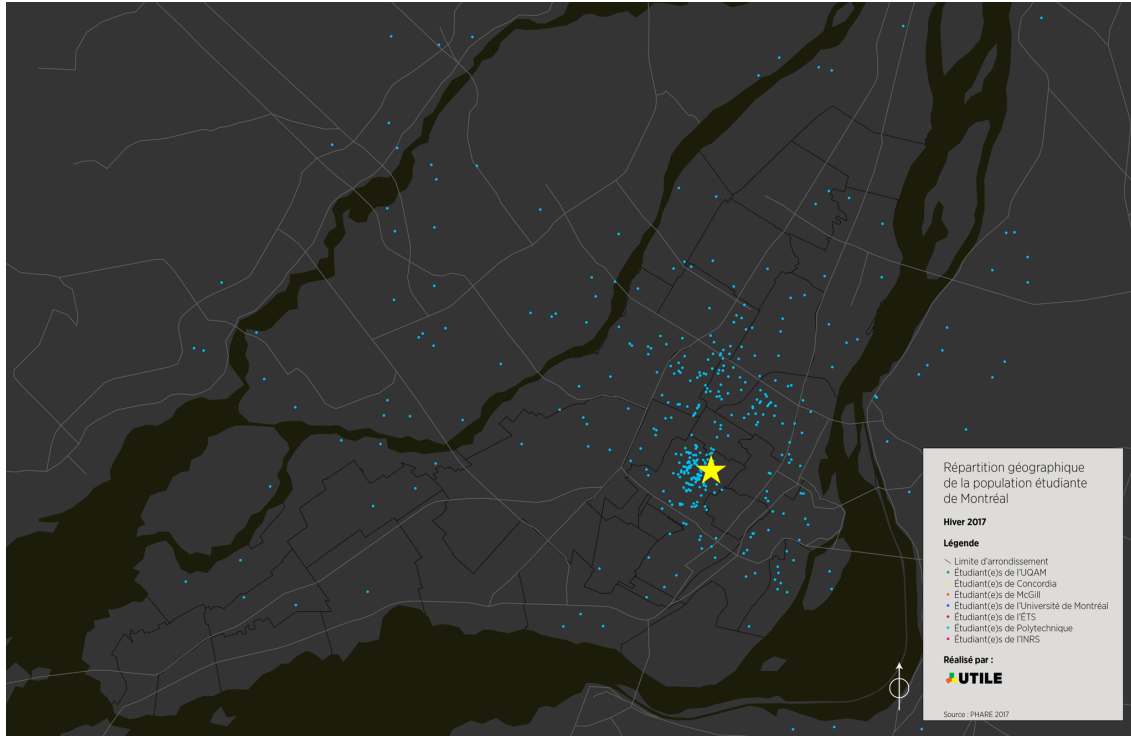 Répartition géographique
de la population étudiante
de Montréal
Hiver 2017
Légende
Limite d'arrondissement
Étudiant(e)s de l'UQAM
Étudiant(e)s de Concordia
Étudiant(e)s de McGill
Étudiant(e)s de l'Université de Montréal
Étudiant(e)s de l'ÉTS
Étudiant(e)s de Polytechnique
Étudiant(e)s de l'INRS
Réalisé par :
UTILE
Source : PHARE 2017